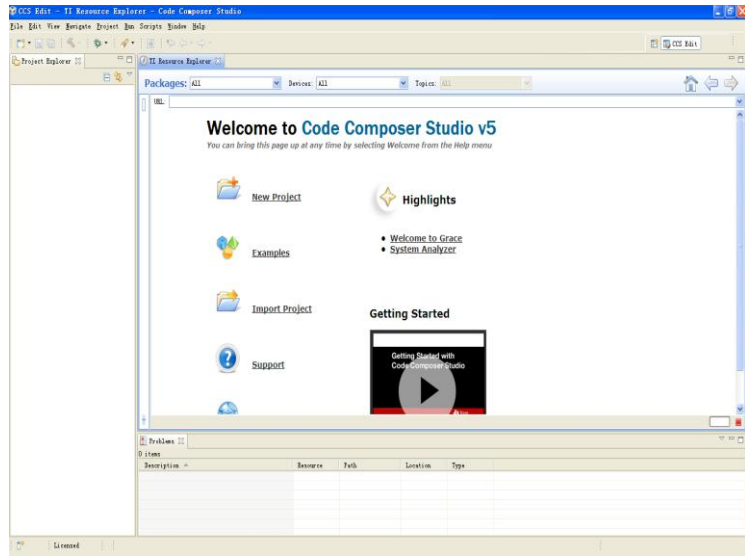 CCS Edit - TI Resource Explorer - Code Composer Studio
File Edit View Navigate Project Run Scripts Window Help
CCS Edit
Project Explorer
TI Resource Explorer
Packages: All Devices: All Topics: All
URL:
Welcome to Code Composer Studio v5
You can bring this page up at any time by selecting Welcome from the Help menu
New Project
Highlights
Examples
Welcome to Grace
System Analyzer
Import Project
Getting Started
Support
Getting Started with
Code Composer Studio
Problems
0 items
Description Resource Path Location Type
Licensed